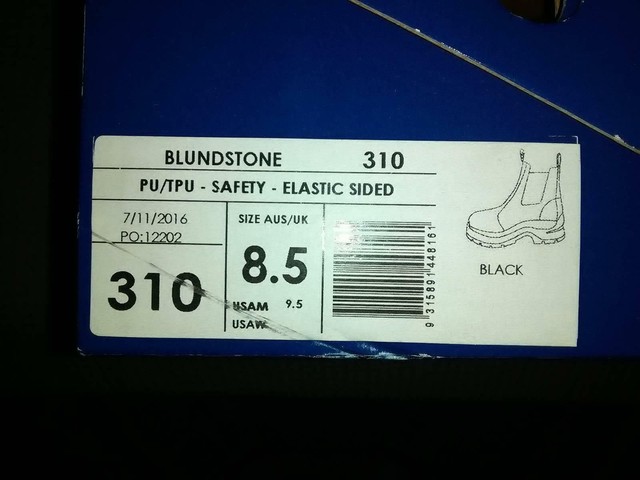 BLUNDSTONE 310
PU/TPU - SAFETY - ELASTIC SIDED
7/11/2016
PO:12202
310
SIZE AUS/UK
8.5
USAM 9.5
USAW
9 315891 448161
BLACK